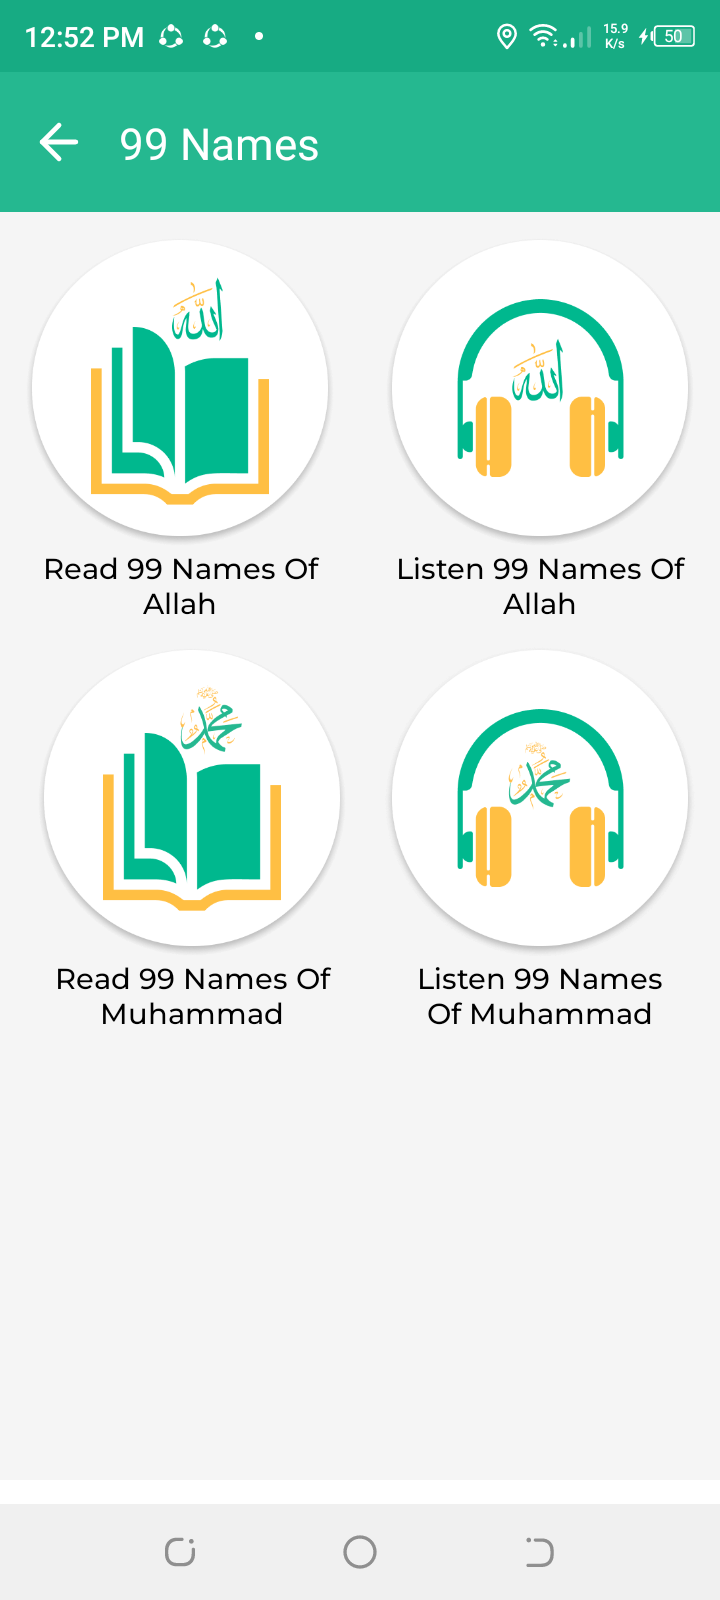 12:52 PM
15.9
K/s
50
99 Names
الله
الله
Read 99 Names Of
Allah
Listen 99 Names Of
Allah
محمد
محمد
Read 99 Names Of
Muhammad
Listen 99 Names
Of Muhammad